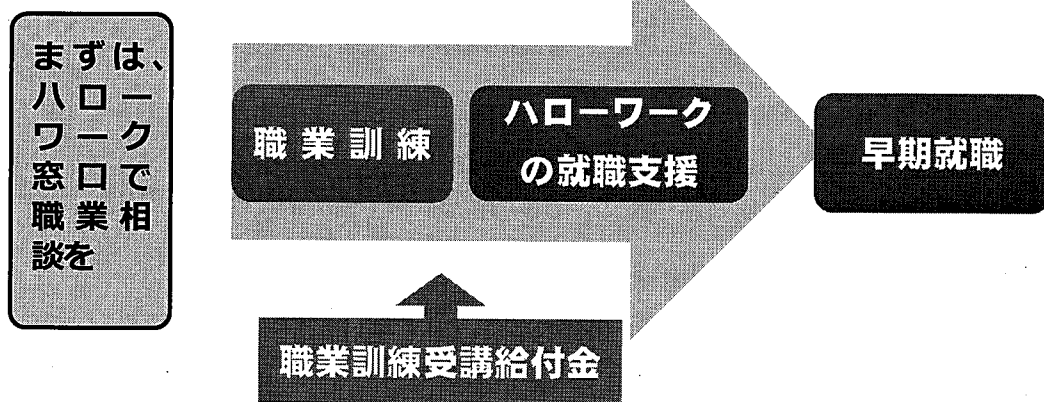 まずは、
ハロー
ワーク
窓口で
職業相
談を
職業訓練
ハローワーク
の就職支援
早期就職
職業訓練受講給付金